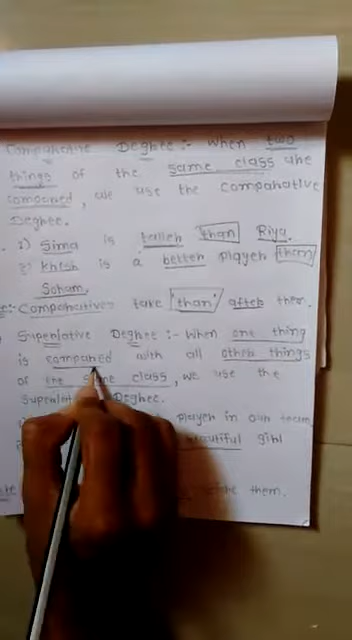 Comparative Degree :- When two
things of the same class are
compared, we use the comparative
Degree.
1) Sima is taller than Riya.
2) is a better player than
Soham.
:- Comparatives take "than" after them.
Superlative Degree :- When one thing
is compared with all other things
of the same class, we use the
Degree.
player in our team
beautiful girl
them.